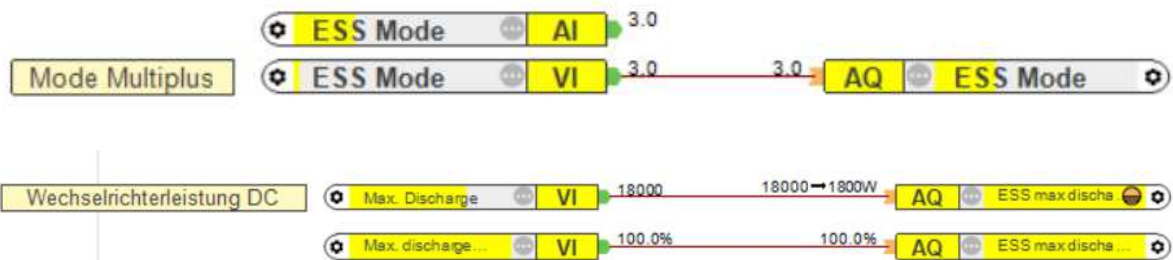 ESS Mode AI 3.0
Mode Multiplus ESS Mode VI 3.0 3.0 AQ ESS Mode
Wechselrichterleistung DC Max. Discharge VI 18000 18000→1800W AQ ESS max discha...
Max. discharge... VI 100.0% 100.0% AQ ESS max discha...